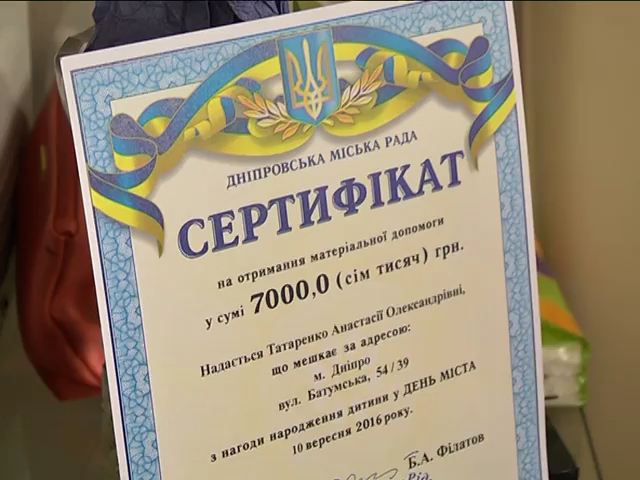 ДНІПРОВСЬКА МІСЬКА РАДА
СЕРТИФІКАТ
на отримання матеріальної допомоги
у сумі 7000,0 (сім тисяч) грн.
Надається Татаренко Анастасії Олександрівні,
що мешкає за адресою:
м. Дніпро
вул. Батумська, 54/39
з нагоди народження дитини у ДЕНЬ МІСТА
10 вересня 2016 року.
Б.А. Філатов